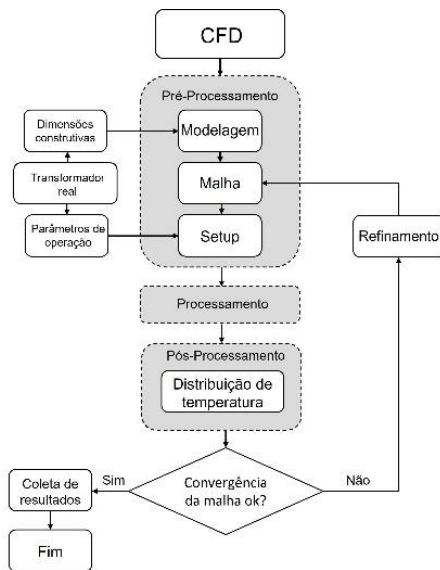 CFD
Pré-Processamento
Dimensões
construtivas
Modelagem
Transformador
real
Malha
Parâmetros
de operação
Setup
Refinamento
Processamento
Pós-Processamento
Distribuição de
temperatura
Coleta de
resultados
Sim
Convergência
da malha ok?
Não
Fim